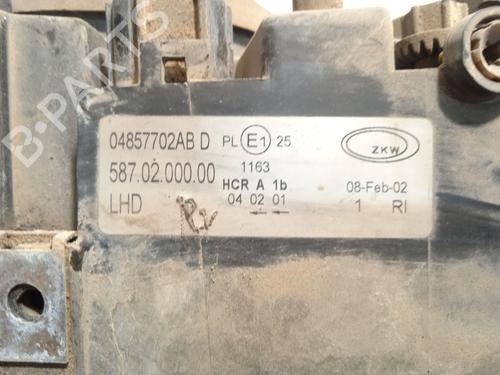 04857702AB D PL E1 25 ZKW
587.02.000.00 1163
HCR A 1b 08-Feb-02
LHD 04 02 01 1 RI
B-PARTS